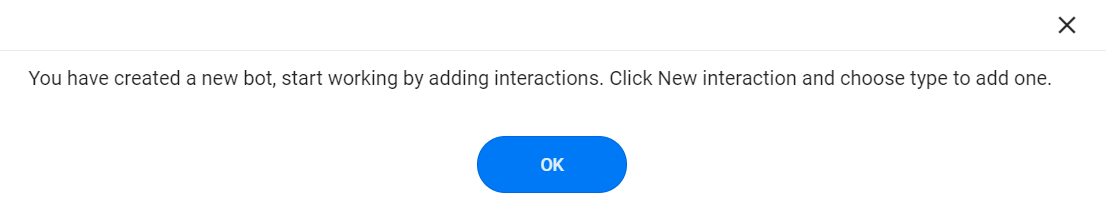 You have created a new bot, start working by adding interactions. Click New interaction and choose type to add one.
OK